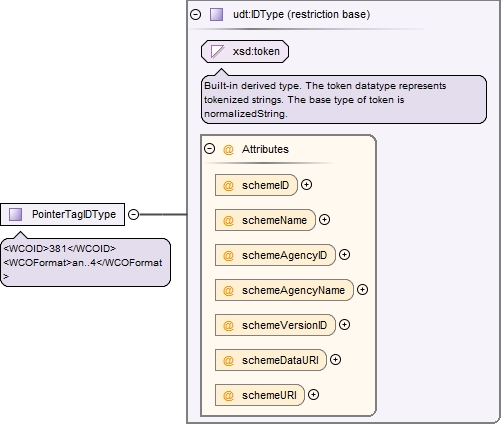 udt:IDType (restriction base)
xsd:token
Built-in derived type. The token datatype represents
tokenized strings. The base type of token is
normalizedString.
@ Attributes
@ schemeID
@ schemeName
@ schemeAgencyID
@ schemeAgencyName
@ schemeVersionID
@ schemeDataURI
@ schemeURI
PointerTagIDType
<WCOID>381</WCOID>
<WCOFormat>an..4</WCOFormat
>